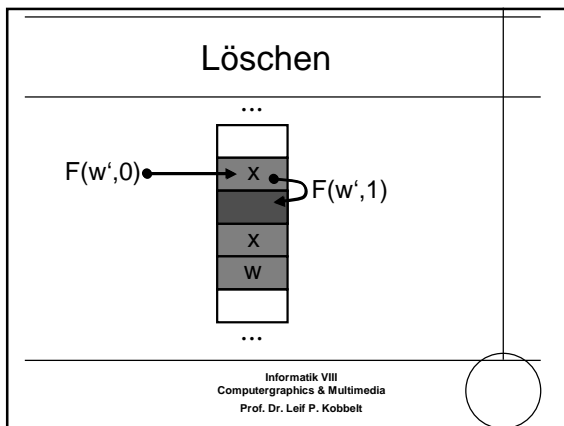 Löschen
...
F(w‘,0)
x
F(w‘,1)
x
w
...
Informatik VIII
Computergraphics & Multimedia
Prof. Dr. Leif P. Kobbelt